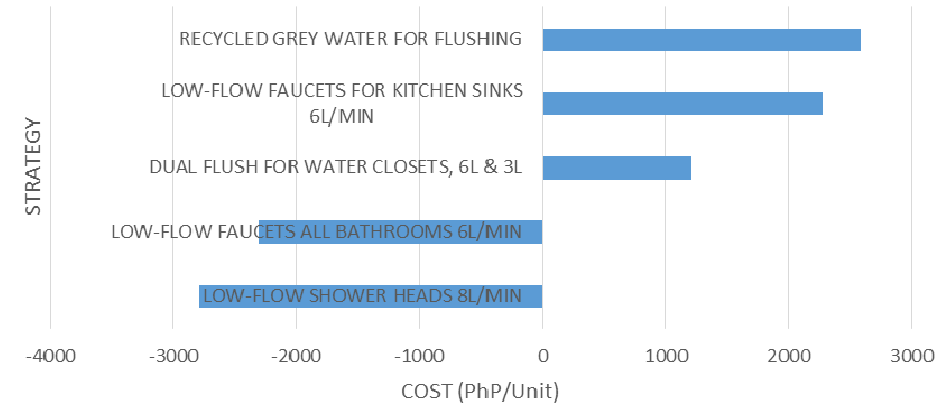 RECYCLED GREY WATER FOR FLUSHING
LOW-FLOW FAUCETS FOR KITCHEN SINKS
6L/MIN
DUAL FLUSH FOR WATER CLOSETS, 6L & 3L
LOW-FLOW FAUCETS ALL BATHROOMS 6L/MIN
LOW-FLOW SHOWER HEADS 8L/MIN
STRATEGY
-4000 -3000 -2000 -1000 0 1000 2000 3000
COST (PhP/Unit)